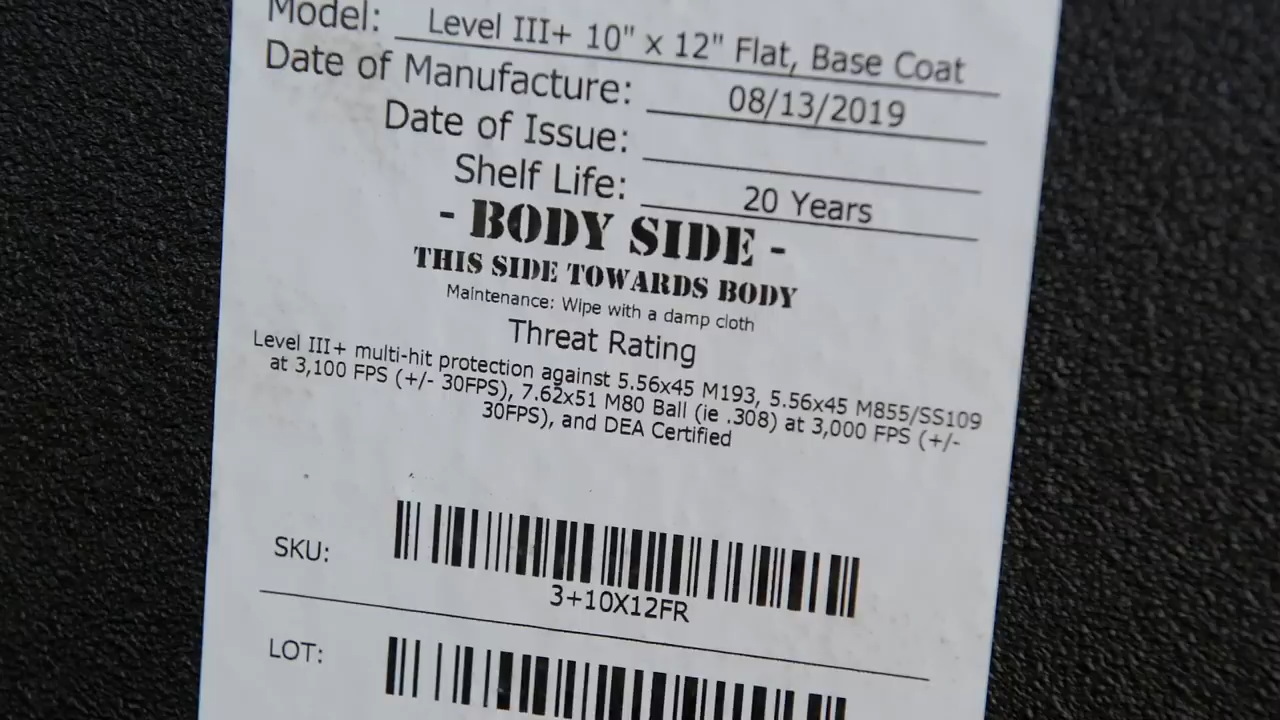 Model: Level III+ 10" x 12" Flat, Base Coat
Date of Manufacture: 08/13/2019
Date of Issue:
Shelf Life: 20 Years
- BODY SIDE -
THIS SIDE TOWARDS BODY
Maintenance: Wipe with a damp cloth
Threat Rating
Level III+ multi-hit protection against 5.56x45 M193, 5.56x45 M855/SS109
at 3,100 FPS (+/- 30FPS), 7.62x51 M80 Ball (ie .308) at 3,000 FPS (+/-
30FPS), and DEA Certified
SKU:
3+10X12FR
LOT: